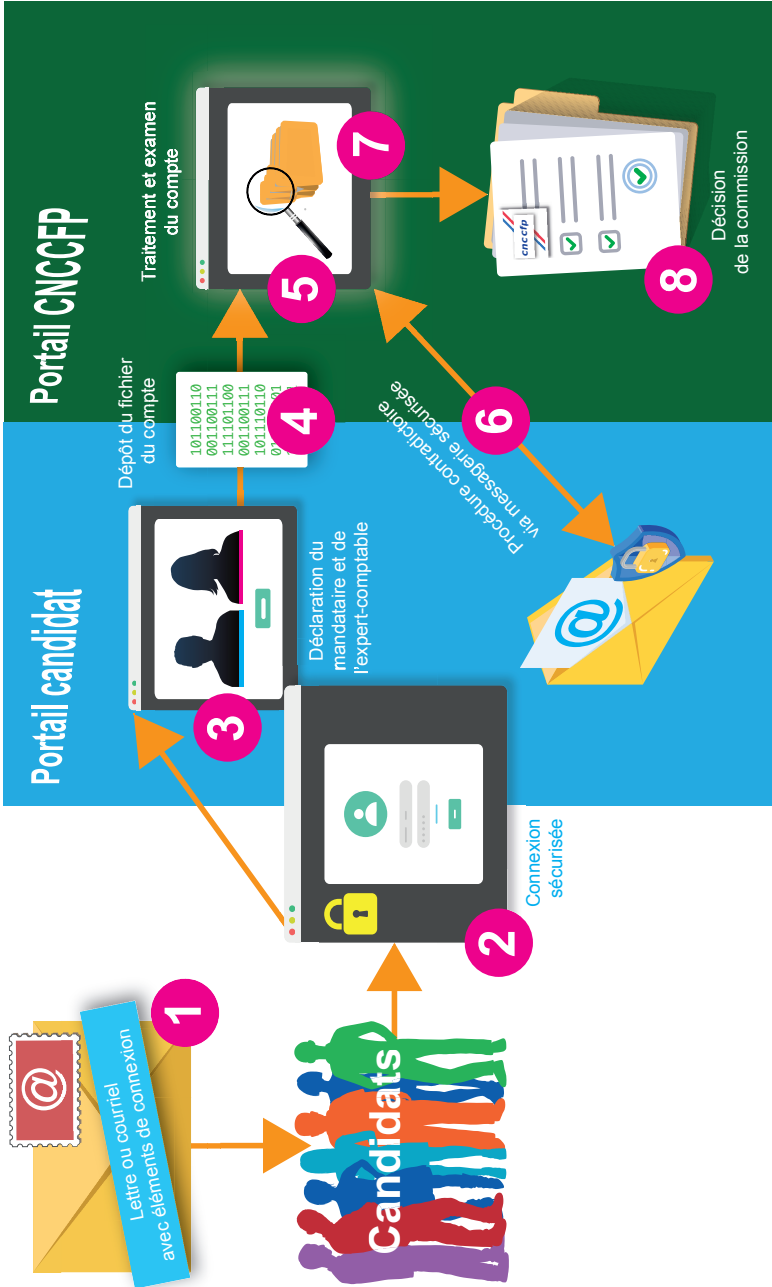 Portail candidat
Portail CNCCFP
@
Lettre ou courriel
avec éléments de connexion
1
Candidats
2
Connexion
sécurisée
3
Déclaration du
mandataire et de
l'expert-comptable
Dépôt du fichier
du compte
101100110
001100111
111101100
001100111
101110110
4
Traitement et examen
du compte
5
Procédure contradictoire
via messagerie sécurisée
6
@
7
cnccfp
8
Décision
de la commission